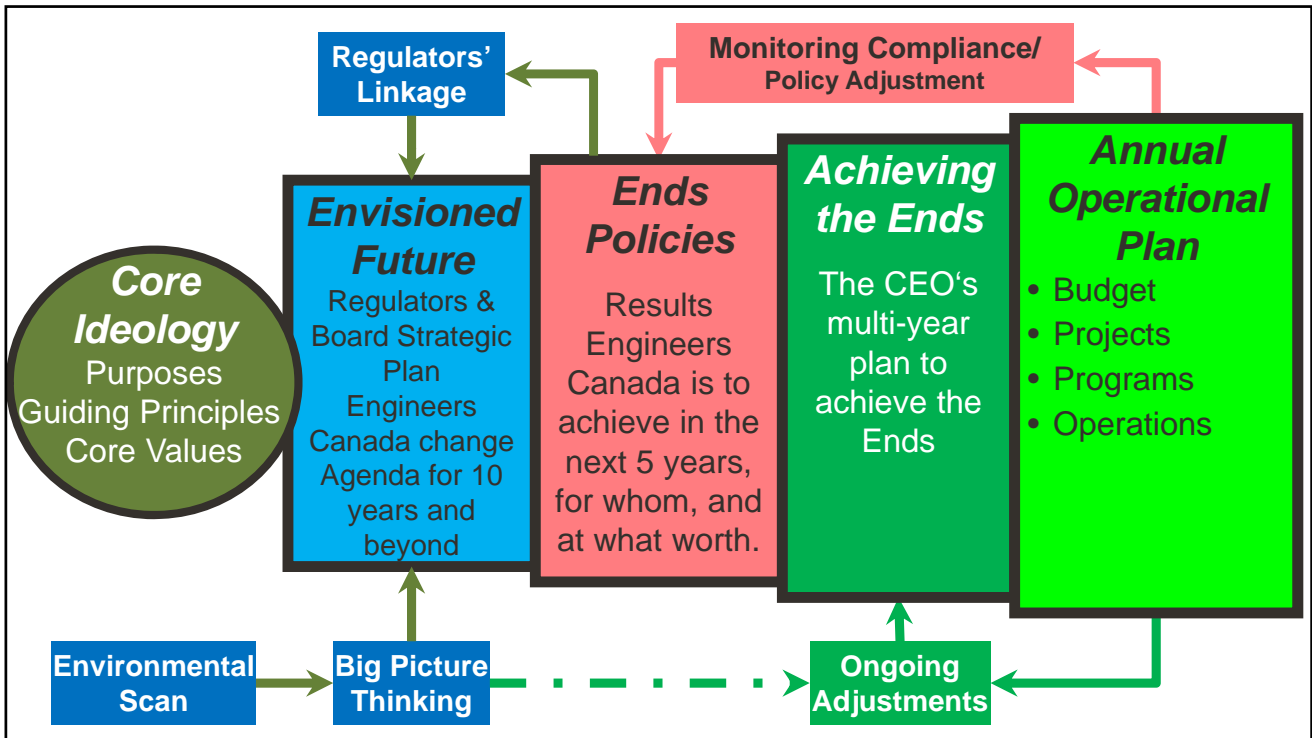 Regulators’
Linkage
Monitoring Compliance/
Policy Adjustment
Core
Ideology
Purposes
Guiding Principles
Core Values
Envisioned
Future
Regulators &
Board Strategic
Plan
Engineers
Canada change
Agenda for 10
years and
beyond
Ends
Policies
Results
Engineers
Canada is to
achieve in the
next 5 years,
for whom, and
at what worth.
Achieving
the Ends
The CEO‘s
multi-year
plan to
achieve the
Ends
Annual
Operational
Plan
• Budget
• Projects
• Programs
• Operations
Environmental
Scan
Big Picture
Thinking
Ongoing
Adjustments